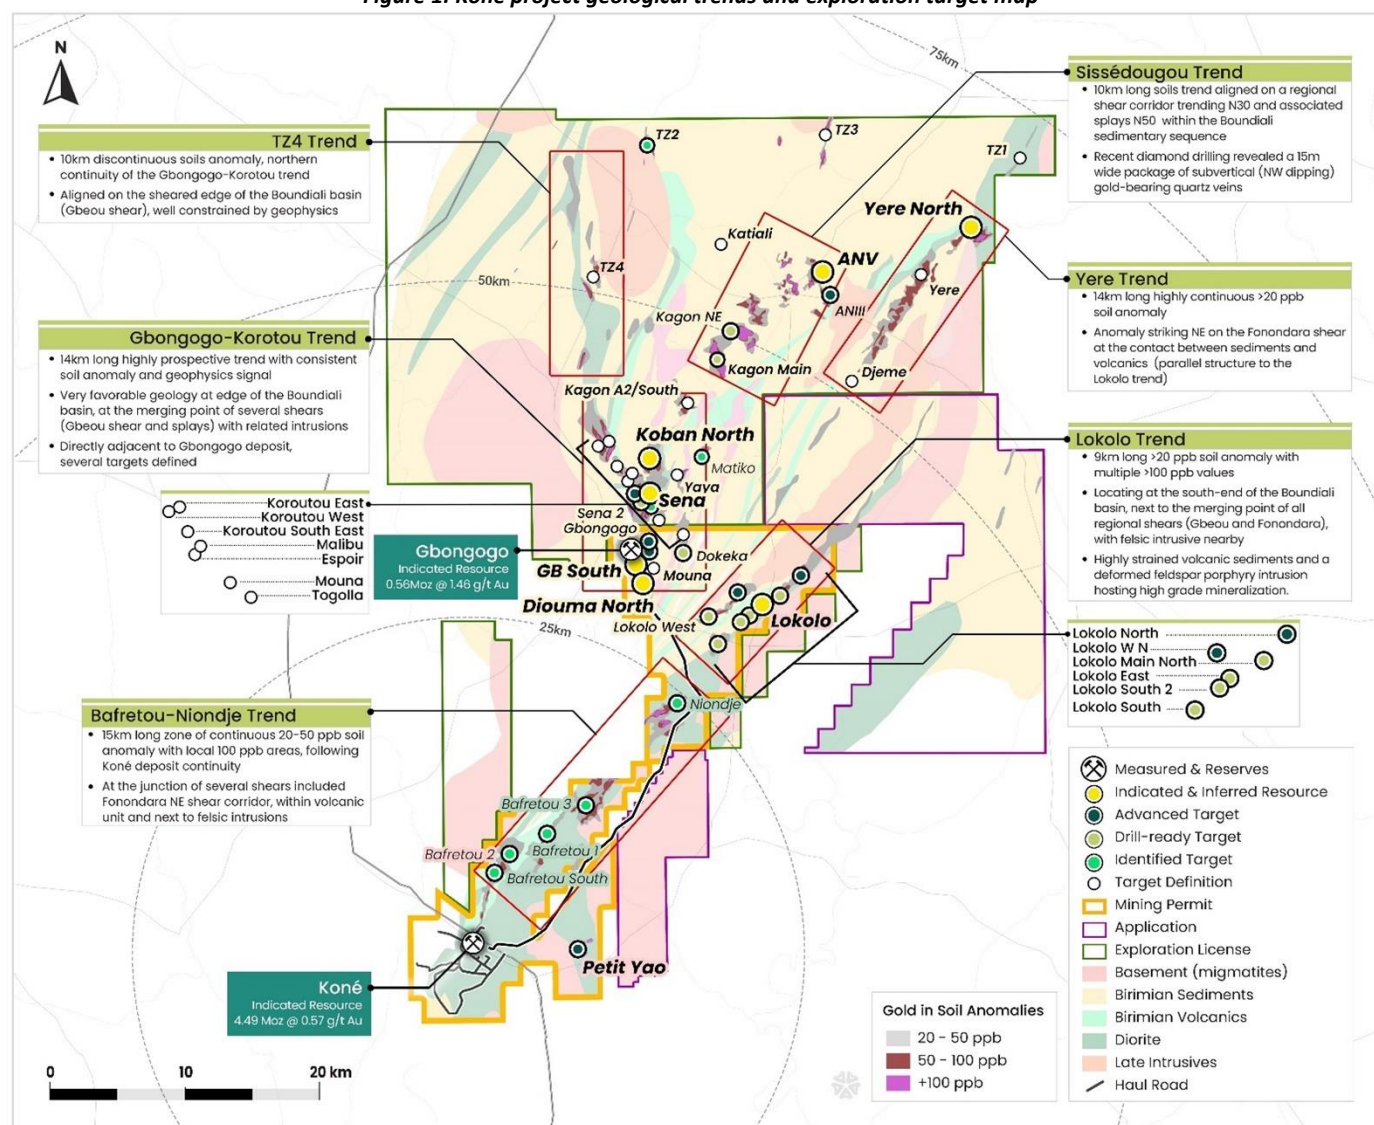 Figure 1: Koné project geological trends and exploration target map
N
75km
Sissédougou Trend
• 10km long soils trend aligned on a regional
shear corridor trending N30 and associated
splays N50 within the Boundiali
sedimentary sequence
• Recent diamond drilling revealed a 15m
wide package of subvertical (NW dipping)
gold-bearing quartz veins
TZ4 Trend
• 10km discontinuous soils anomaly, northern
continuity of the Gbongogo-Korotou trend
• Aligned on the sheared edge of the Boundiali basin
(Gbeou shear), well constrained by geophysics
TZ2
TZ3
TZ1
Yere North
Katiali
ANV
TZ4
Yere
ANIII
50km
Kagon NE
Kagon Main
Djeme
Yere Trend
• 14km long highly continuous >20 ppb
soil anomaly
• Anomaly striking NE on the Fonondara shear
at the contact between sediments and
volcanics (parallel structure to the
Lokolo trend)
Gbongogo-Korotou Trend
• 14km long highly prospective trend with consistent
soil anomaly and geophysics signal
• Very favorable geology at edge of the Boundiali
basin, at the merging point of several shears
(Gbeou shear and splays) with related intrusions
• Directly adjacent to Gbongogo deposit,
several targets defined
Kagon A2/South
Koban North
Matiko
Yaya
Sena
Sena 2
Gbongogo
Dokeka
GB South
Mouna
Diouma North
Lokolo West
Lokolo
25km
Lokolo Trend
• 9km long >20 ppb soil anomaly with
multiple >100 ppb values
• Locating at the south-end of the Boundiali
basin, next to the merging point of all
regional shears (Gbeou and Fonondara),
with felsic intrusive nearby
• Highly strained volcanic sediments and a
deformed feldspar porphyry intrusion
hosting high grade mineralization.
Koroutou East
Koroutou West
Koroutou South East
Malibu
Espoir
Mouna
Togolla
Gbongogo
Indicated Resource
0.56Moz @ 1.46 g/t Au
Lokolo North
Lokolo W N
Lokolo Main North
Lokolo East
Lokolo South 2
Lokolo South
Bafretou-Niondje Trend
• 15km long zone of continuous 20-50 ppb soil
anomaly with local 100 ppb areas, following
Koné deposit continuity
• At the junction of several shears included
Fonondara NE shear corridor, within volcanic
unit and next to felsic intrusions
Niondje
Bafretou 3
Bafretou 1
Bafretou 2
Bafretou South
Petit Yao
Koné
Indicated Resource
4.49 Moz @ 0.57 g/t Au
0 10 20 km
Gold in Soil Anomalies
20 - 50 ppb
50 - 100 ppb
+100 ppb
Measured & Reserves
Indicated & Inferred Resource
Advanced Target
Drill-ready Target
Identified Target
Target Definition
Mining Permit
Application
Exploration License
Basement (migmatites)
Birimian Sediments
Birimian Volcanics
Diorite
Late Intrusives
Haul Road